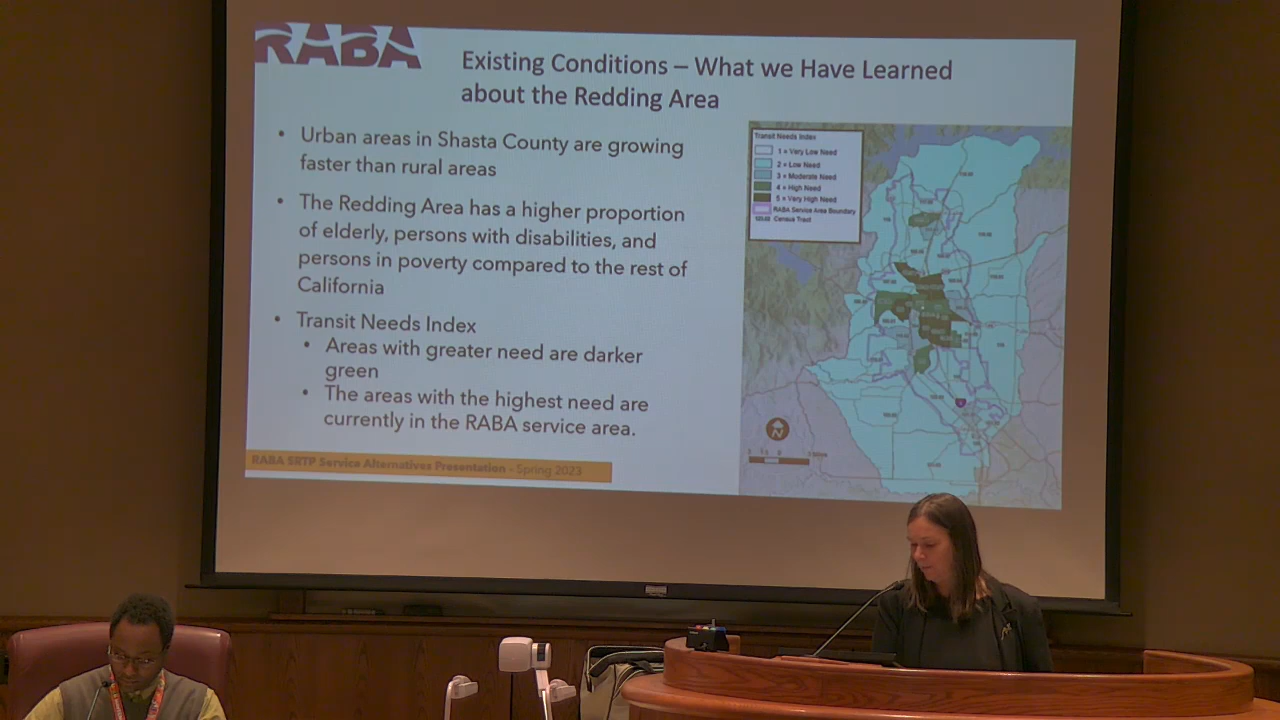 RABA
Existing Conditions – What we Have Learned
about the Redding Area
• Urban areas in Shasta County are growing
faster than rural areas
• The Redding Area has a higher proportion
of elderly, persons with disabilities, and
persons in poverty compared to the rest of
California
• Transit Needs Index
• Areas with greater need are darker
green
• The areas with the highest need are
currently in the RABA service area.
RABA SRTP Service Alternatives Presentation - Spring 2023
Transit Needs Index
1 = Very Low Need
2 = Low Need
3 = Moderate Need
4 = High Need
5 = Very High Need
RABA Service Area Boundary
Census Tract
N